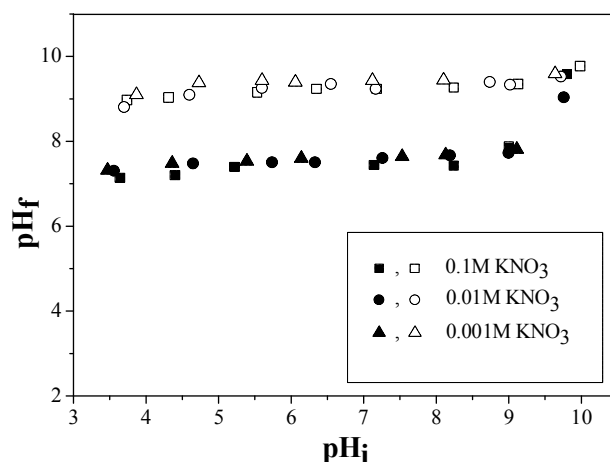 10
8
6
4
2
pHf
, 0.1M KNO3
, 0.01M KNO3
, 0.001M KNO3
3 4 5 6 7 8 9 10
pHi